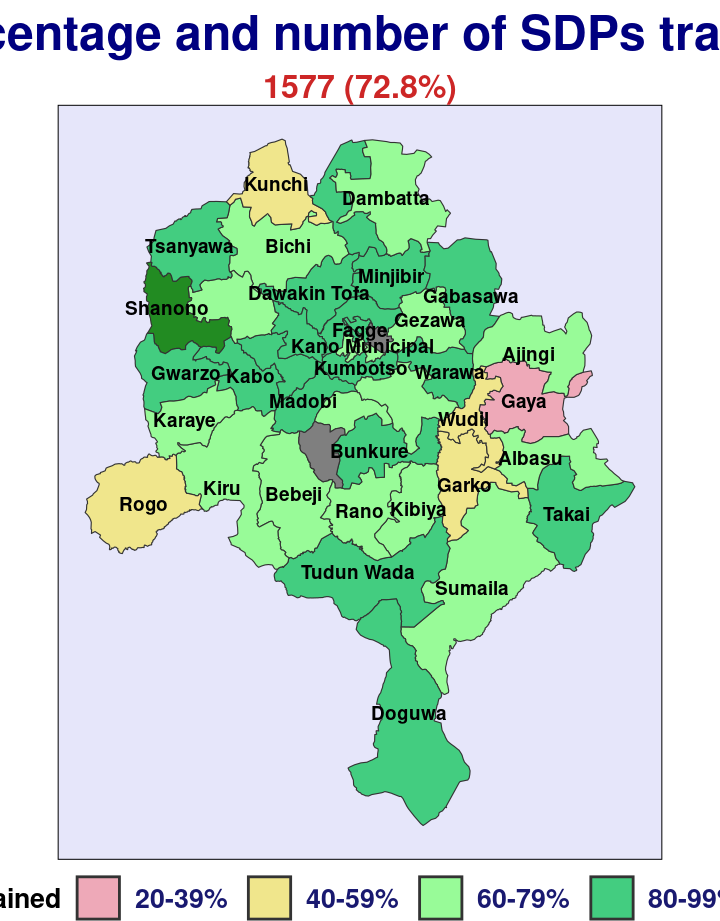 centage and number of SDPs tra
1577 (72.8%)
Kunchi
Dambatta
Tsanyawa
Bichi
Minjibir
Dawakin Tofa
Gabasawa
Shanono
Gezawa
Fagge
Kano Municipal
Ajingi
Kumbotso
Warawa
Gwarzo
Kabo
Madobi
Gaya
Karaye
Wudil
Bunkure
Albasu
Kiru
Bebeji
Garko
Rogo
Rano
Kibiya
Takai
Tudun Wada
Sumaila
Doguwa
ained 20-39% 40-59% 60-79% 80-99%